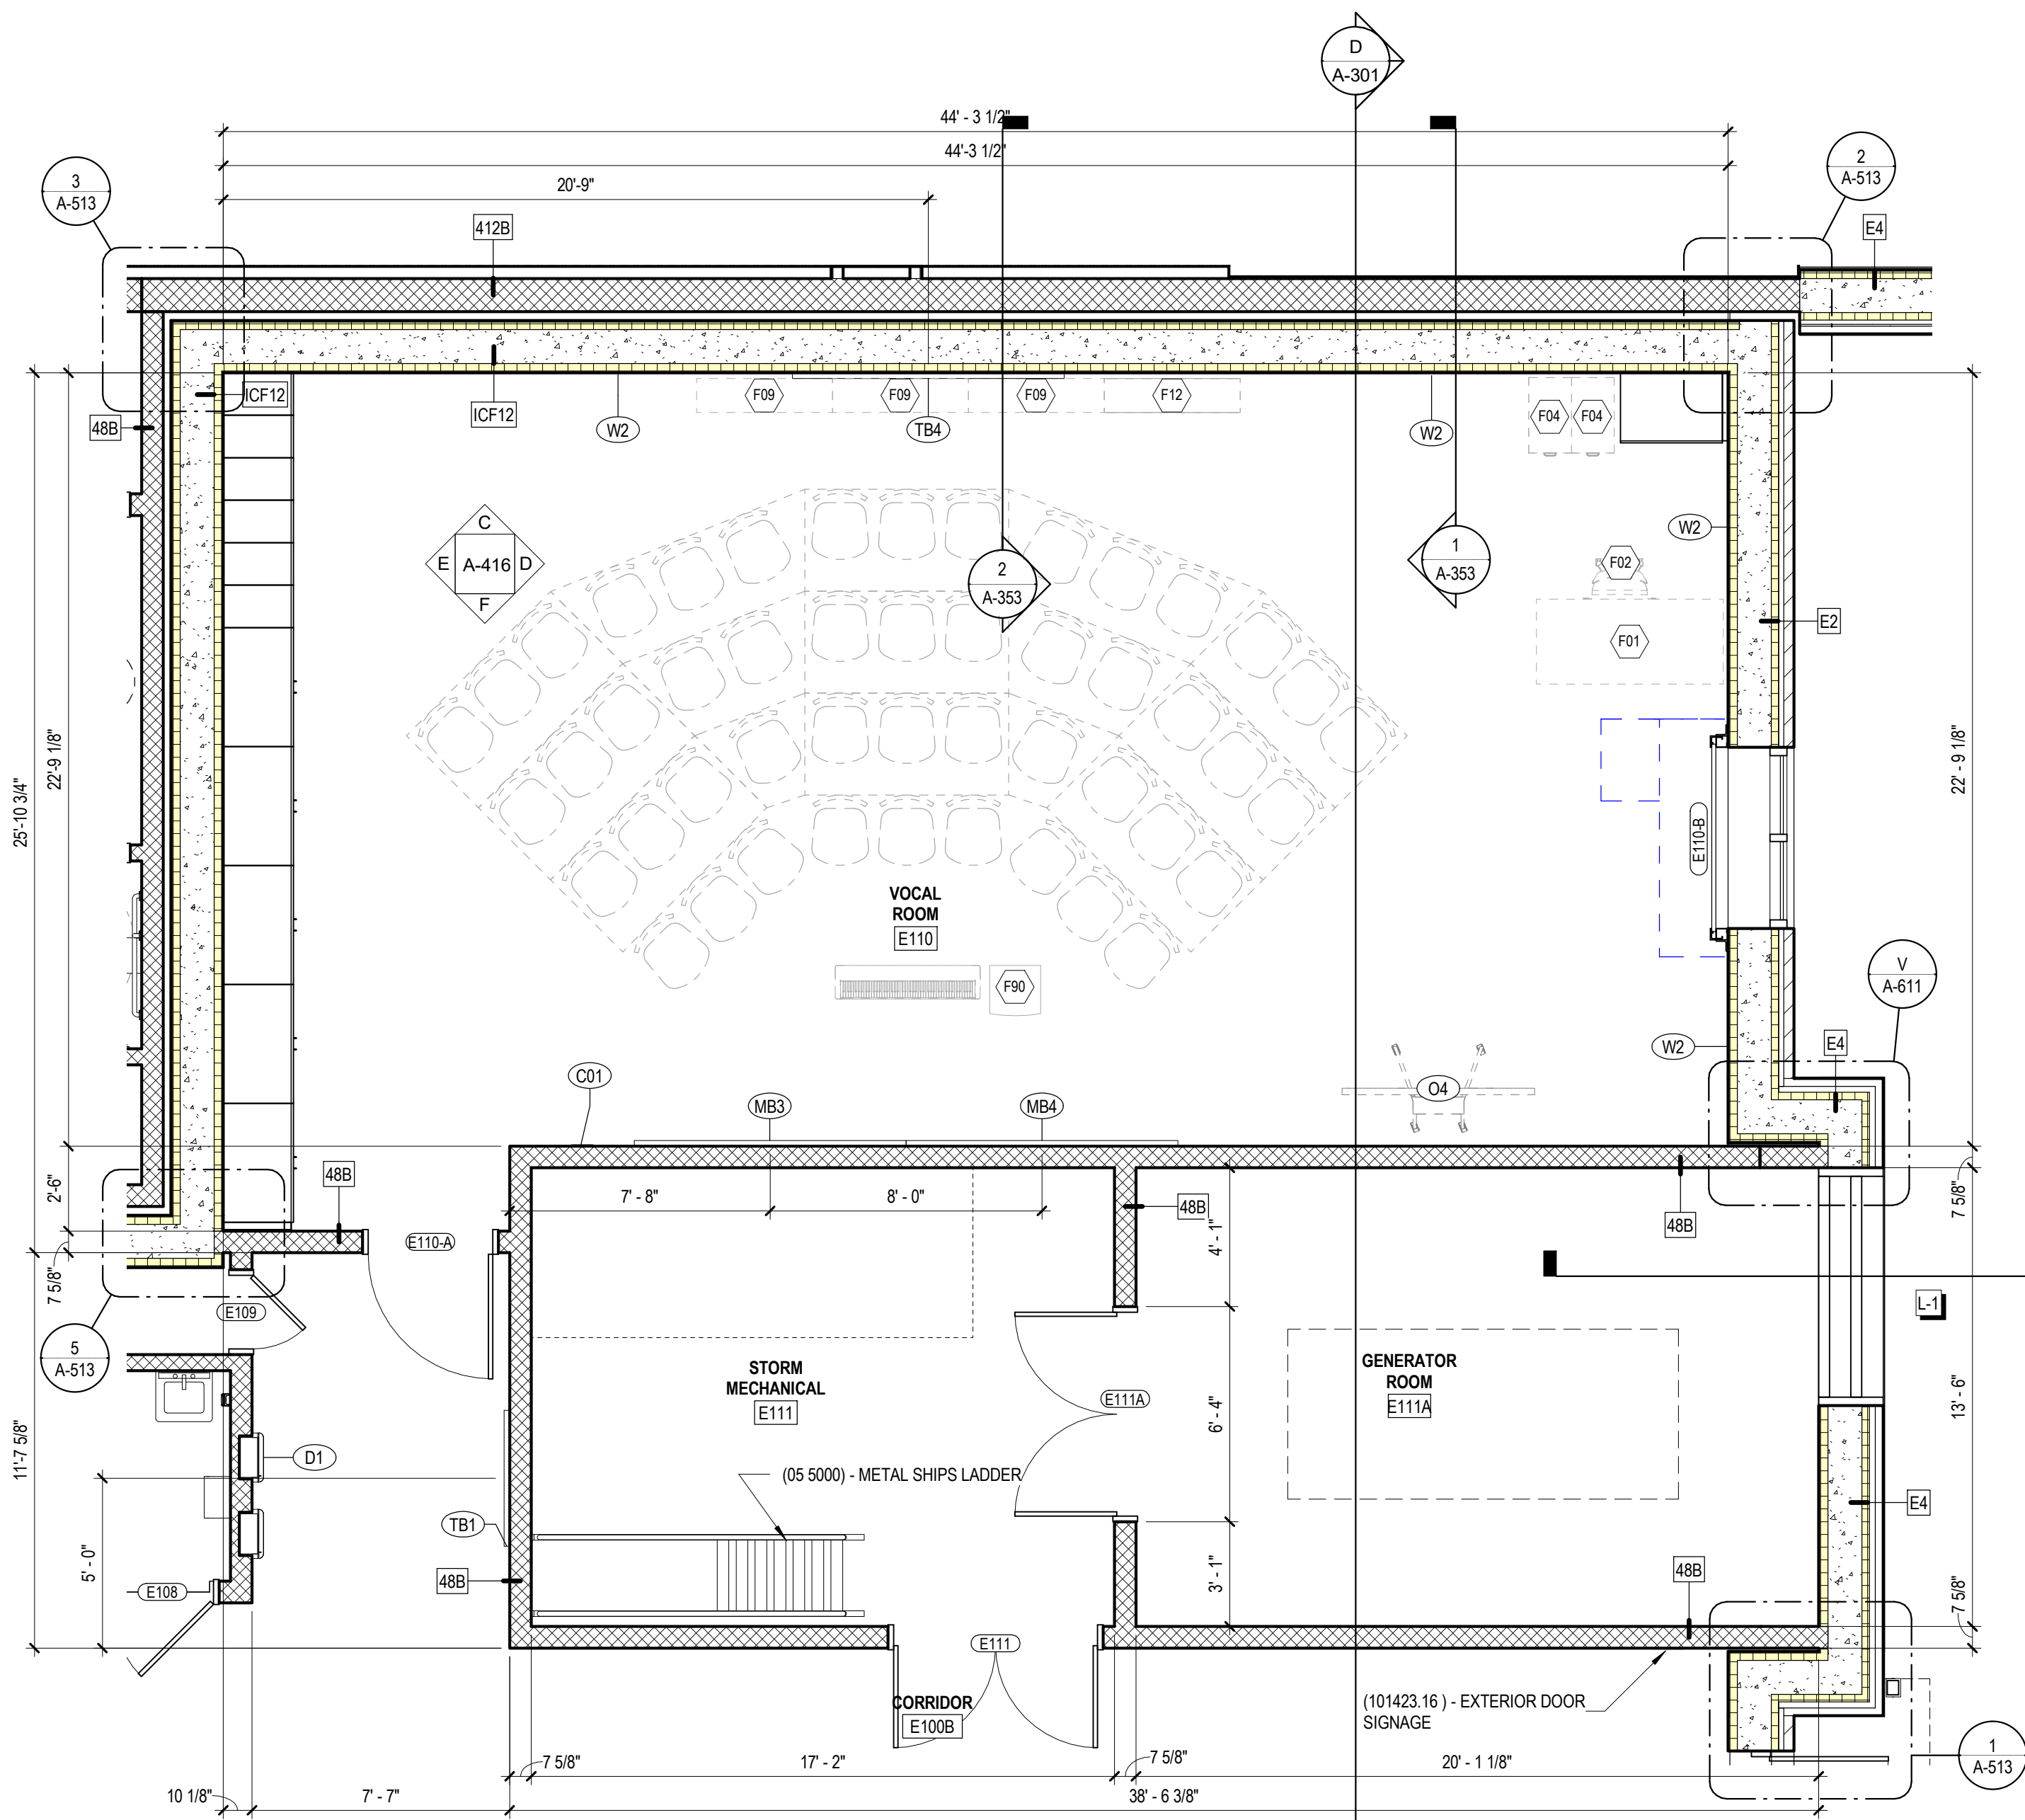 D
A-301
44' - 3 1/2"
44'-3 1/2"
20'-9"
3
A-513
2
A-513
412B
E4
ICF12
ICF12
48B
W2
F09
F09
F09
F12
TB4
W2
F04
F04
C
E
A-416
D
F
2
A-353
1
A-353
W2
F02
F01
E2
25'-10 3/4"
22'-9 1/8"
22' - 9 1/8"
E110-B
VOCAL
ROOM
E110
F90
V
A-611
W2
E4
C01
MB3
MB4
O4
2'-6"
7 5/8"
48B
E110-A
7' - 8"
8' - 0"
48B
4' - 1"
48B
7 5/8"
E109
5
A-513
L-1
STORM
MECHANICAL
E111
E111A
6' - 4"
GENERATOR
ROOM
E111A
13' - 6"
11'-7 5/8"
D1
(05 5000) - METAL SHIPS LADDER
5' - 0"
TB1
E4
E108
48B
3' - 1"
48B
7 5/8"
E111
CORRIDOR
E100B
(101423.16 ) - EXTERIOR DOOR
SIGNAGE
1
A-513
7 5/8"
17' - 2"
7 5/8"
20' - 1 1/8"
10 1/8"
7' - 7"
38' - 6 3/8"